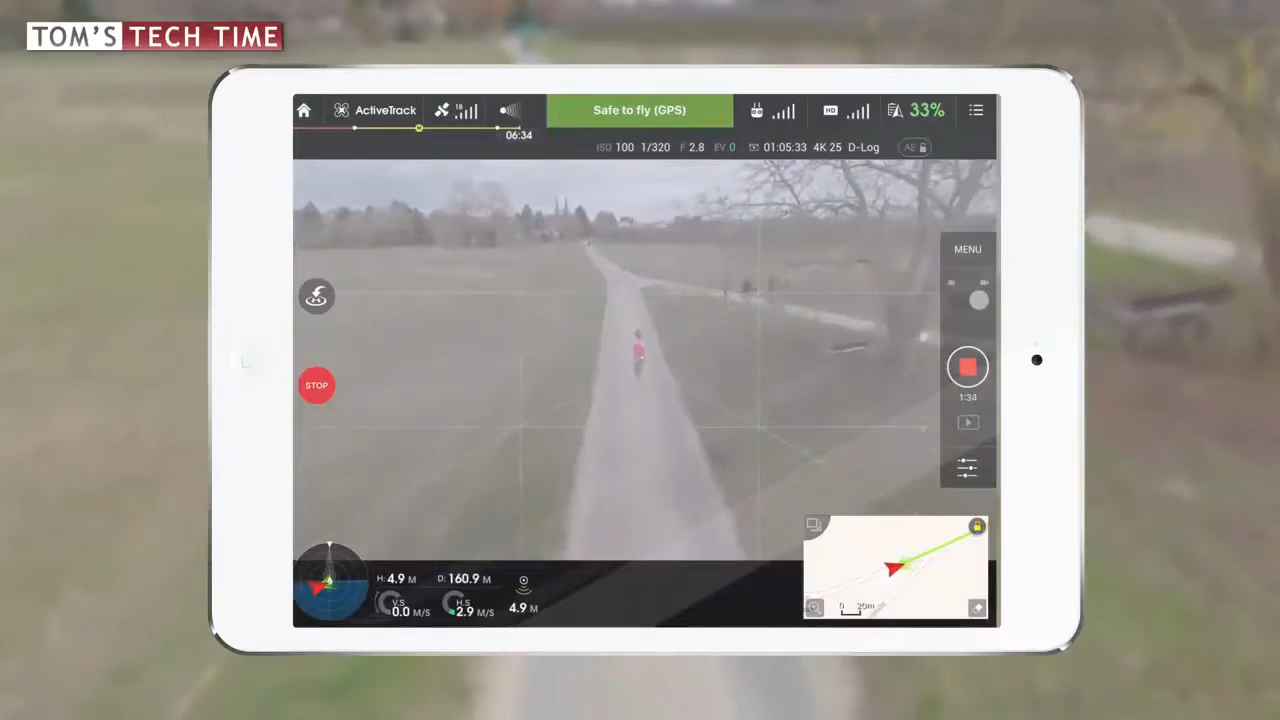 TOM'S TECH TIME
ActiveTrack 18 Safe to fly (GPS) HD 33%
H 06:34
ISO 100 1/320 F 2.8 EV 0 01:05:33 4K 25 D-Log AE
MENU
H
STOP
1:34
H: 4.9 M D: 160.9 M
V.S 0.0 M/S H.S 2.9 M/S 4.9 M
0 20m